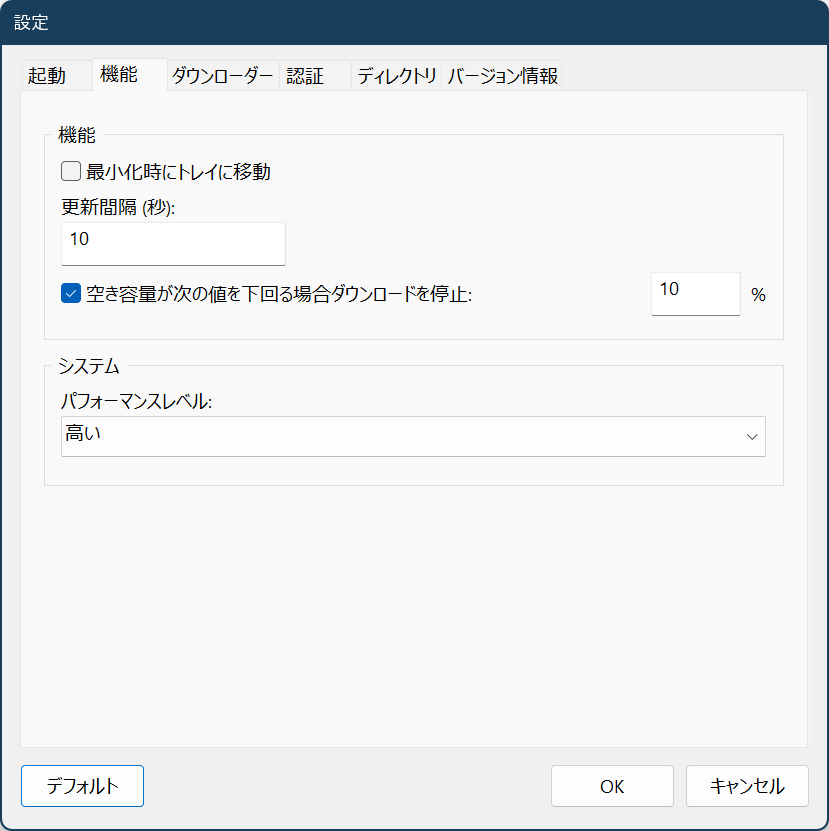 設定
起動 機能 ダウンローダー 認証 ディレクトリ バージョン情報
機能
最小化時にトレイに移動
更新間隔 (秒):
10
空き容量が次の値を下回る場合ダウンロードを停止: 10 %
システム
パフォーマンスレベル:
高い
デフォルト OK キャンセル